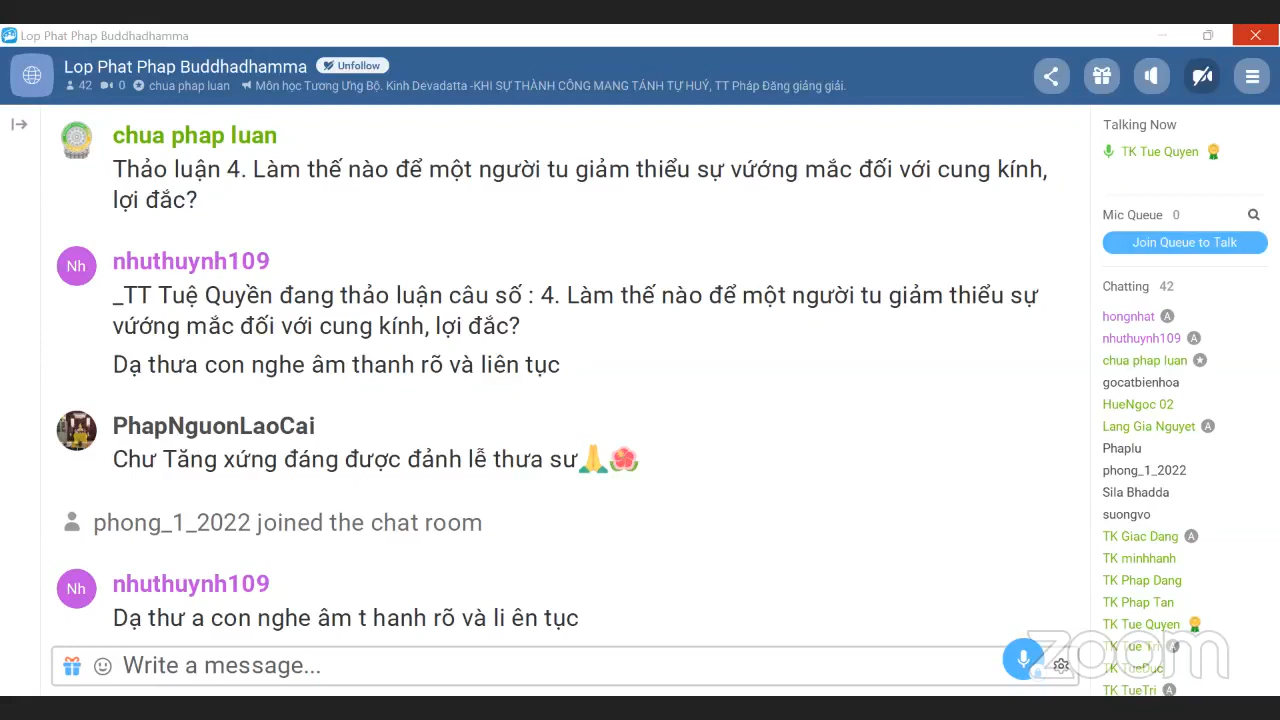 Lop Phat Phap Buddhadhamma
Lop Phat Phap Buddhadhamma Unfollow
42 0 chua phap luan Môn học Tương Ưng Bộ. Kinh Devadatta -KHI SỰ THÀNH CÔNG MANG TÁNH TỰ HUỶ, TT Pháp Đăng giảng giải.
chua phap luan
Thảo luận 4. Làm thế nào để một người tu giảm thiểu sự vướng mắc đối với cung kính,
lợi đắc?
Nh
nhuthuynh109
_TT Tuệ Quyền đang thảo luận câu số : 4. Làm thế nào để một người tu giảm thiểu sự
vướng mắc đối với cung kính, lợi đắc?
Dạ thưa con nghe âm thanh rõ và liên tục
PhapNguonLaoCai
Chư Tăng xứng đáng được đảnh lễ thưa sư🙏🌺
phong_1_2022 joined the chat room
Nh
nhuthuynh109
Dạ thư a con nghe âm t hanh rõ và li ên tục
Write a message...
Talking Now
TK Tue Quyen
Mic Queue 0
Join Queue to Talk
Chatting 42
hongnhat A
nhuthuynh109 A
chua phap luan
gocatbienhoa
HueNgoc 02
Lang Gia Nguyet A
Phaplu
phong_1_2022
Sila Bhadda
suongvo
TK Giac Dang A
TK minhhanh
TK Phap Dang
TK Phap Tan
TK Tue Quyen
TK Tue Tri A
TK TueDuc
TK TueTri A
zoom